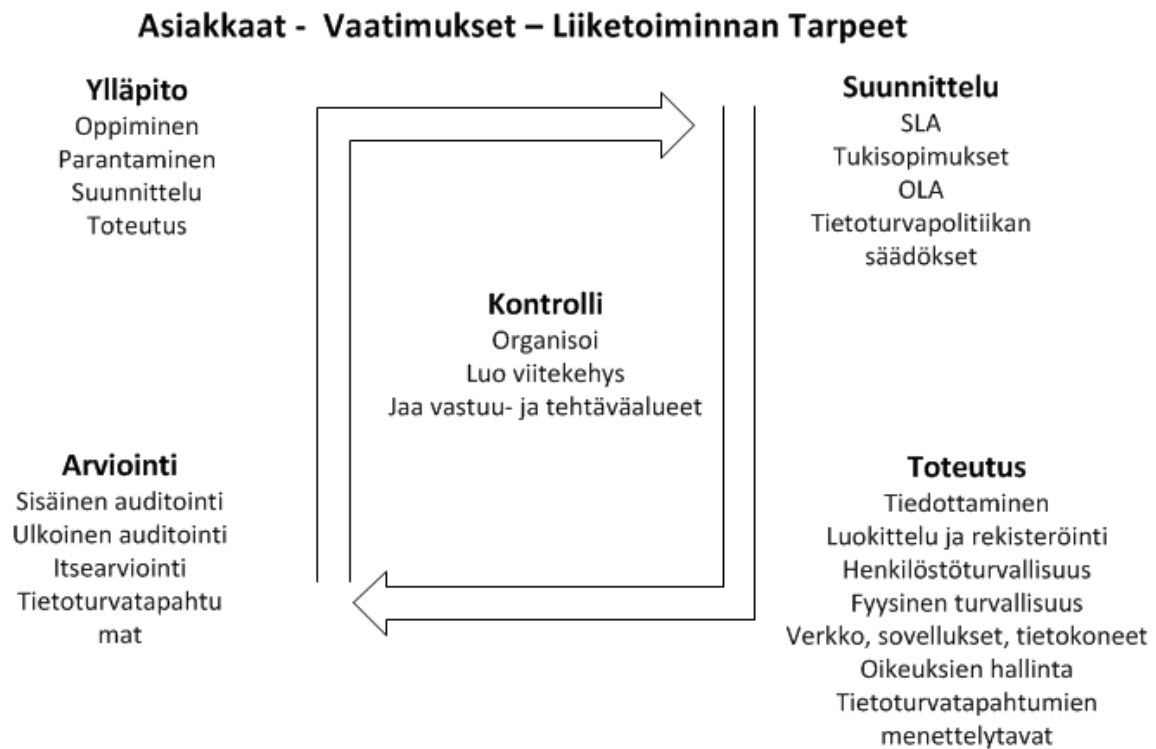 Asiakkaat - Vaatimukset – Liiketoiminnan Tarpeet
Ylläpito
Oppiminen
Parantaminen
Suunnittelu
Toteutus
Suunnittelu
SLA
Tukisopimukset
OLA
Tietoturvapolitiikan
säädökset
Kontrolli
Organisoi
Luo viitekehys
Jaa vastuu- ja tehtäväalueet
Arviointi
Sisäinen auditointi
Ulkoinen auditointi
Itsearviointi
Tietoturvatapahtu
mat
Toteutus
Tiedottaminen
Luokittelu ja rekisteröinti
Henkilöstöturvallisuus
Fyysinen turvallisuus
Verkko, sovellukset, tietokoneet
Oikeuksien hallinta
Tietoturvatapahtumien
menettelytavat